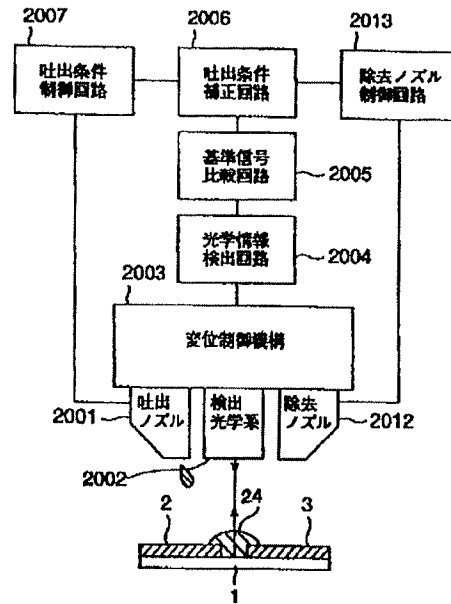 2007
2006
2013
吐出条件
制御回路
吐出条件
補正回路
除去ノズル
制御回路
基準信号
比較回路
2005
光学情報
検出回路
2004
2003
変位制御機構
吐出
ノズル
検出
光学系
除去
ノズル
2001
2012
2002
24
2
3
1